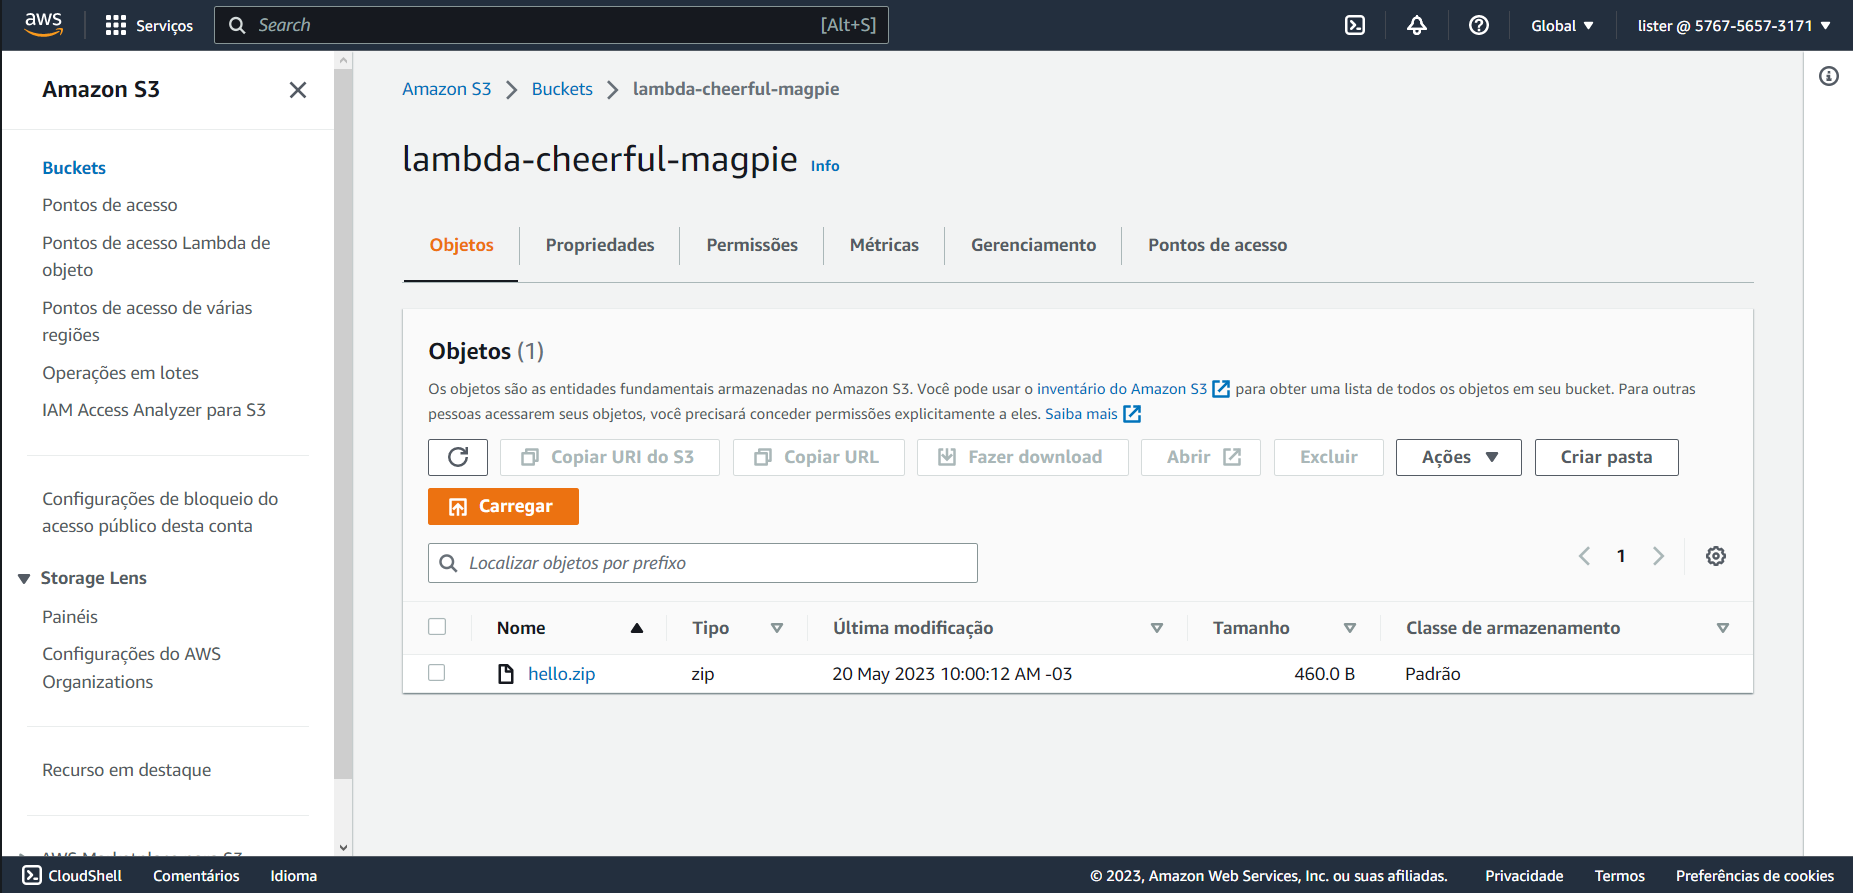 aws
Serviços
Search
[Alt+S]
Global
lister @ 5767-5657-3171
Amazon S3
Buckets
Pontos de acesso
Pontos de acesso Lambda de
objeto
Pontos de acesso de várias
regiões
Operações em lotes
IAM Access Analyzer para S3
Configurações de bloqueio do
acesso público desta conta
Storage Lens
Painéis
Configurações do AWS
Organizations
Recurso em destaque
Amazon S3 Buckets lambda-cheerful-magpie
lambda-cheerful-magpie Info
Objetos Propriedades Permissões Métricas Gerenciamento Pontos de acesso
Objetos (1)
Os objetos são as entidades fundamentais armazenadas no Amazon S3. Você pode usar o inventário do Amazon S3 para obter uma lista de todos os objetos em seu bucket. Para outras
pessoas acessarem seus objetos, você precisará conceder permissões explicitamente a eles. Saiba mais
Copiar URI do S3 Copiar URL Fazer download Abrir Excluir Ações Criar pasta
Carregar
Localizar objetos por prefixo
1
Nome Tipo Última modificação Tamanho Classe de armazenamento
hello.zip zip 20 May 2023 10:00:12 AM -03 460.0 B Padrão
CloudShell Comentários Idioma © 2023, Amazon Web Services, Inc. ou suas afiliadas. Privacidade Termos Preferências de cookies